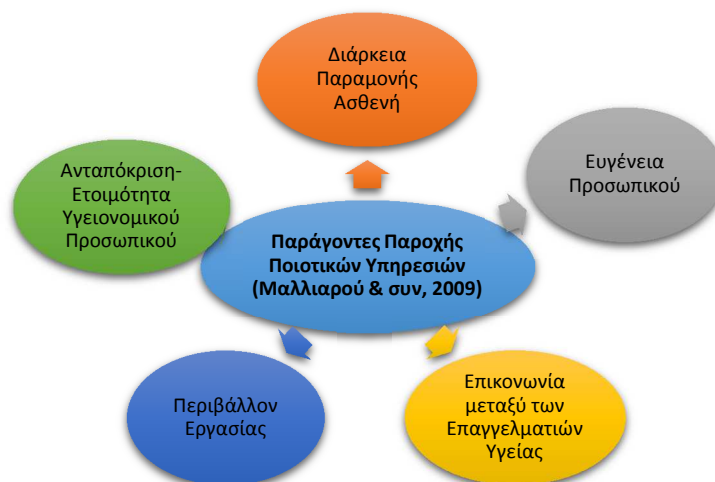 Διάρκεια
Παραμονής
Ασθενή
Ευγένεια
Προσωπικού
Ανταπόκριση-
Ετοιμότητα
Υγειονομικού
Προσωπικού
Παράγοντες Παροχής
Ποιοτικών Υπηρεσιών
(Μαλλιαρού & συν, 2009)
Περιβάλλον
Εργασίας
Επικονωνία
μεταξύ των
Επαγγελματιών
Υγείας